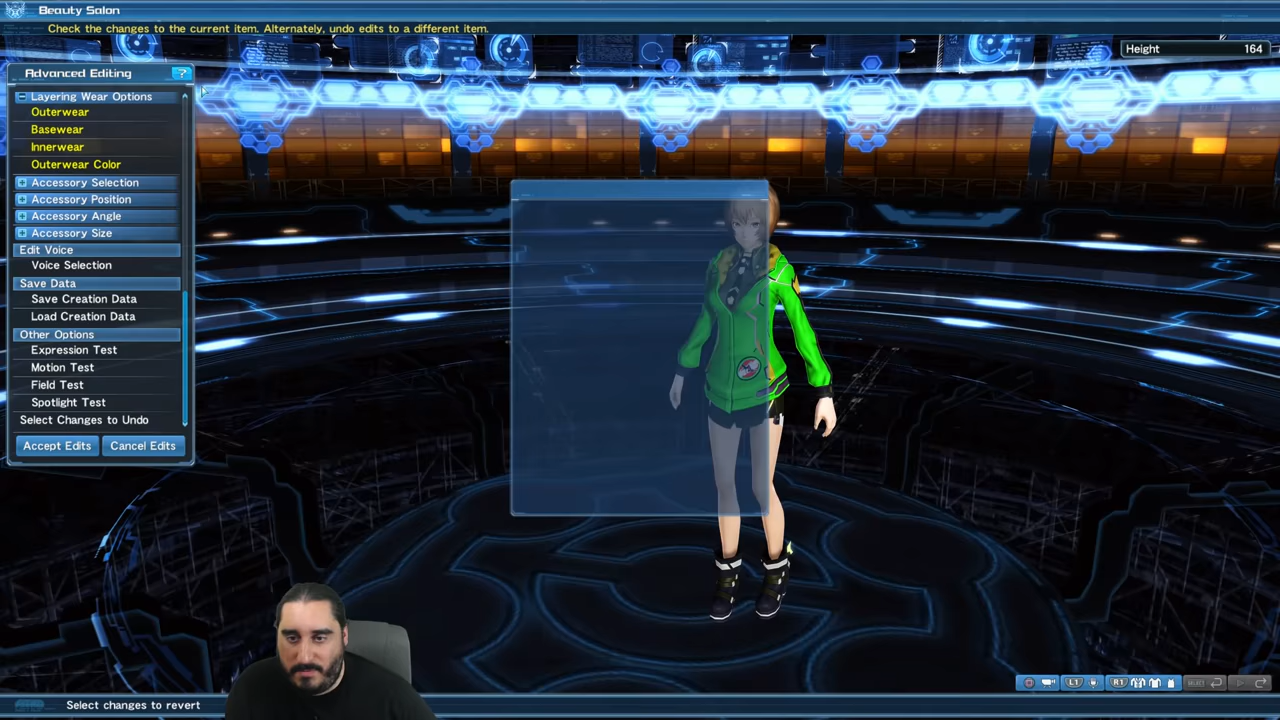 Beauty Salon
Check the changes to the current item. Alternately, undo edits to a different item.
Height 164
Advanced Editing ?
Layering Wear Options
Outerwear
Basewear
Innerwear
Outerwear Color
Accessory Selection
Accessory Position
Accessory Angle
Accessory Size
Edit Voice
Voice Selection
Save Data
Save Creation Data
Load Creation Data
Other Options
Expression Test
Motion Test
Field Test
Spotlight Test
Select Changes to Undo
Accept Edits Cancel Edits
L1 R1 SELECT
Select changes to revert